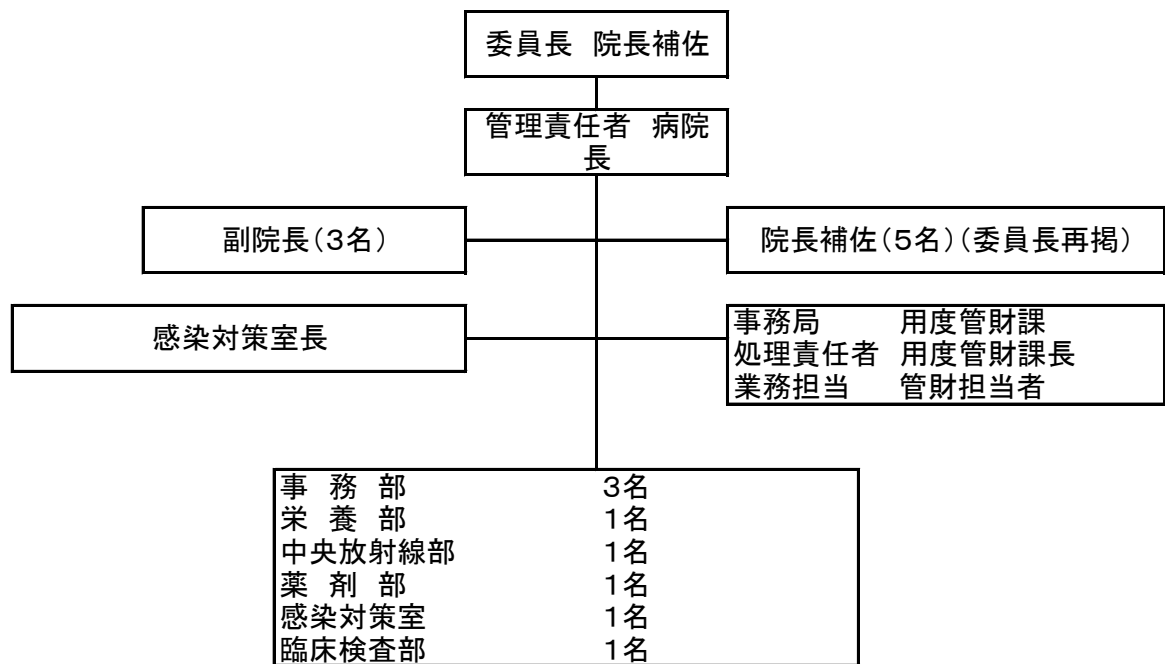 委員長 院長補佐
管理責任者 病院
長
副院長(3名)
院長補佐(5名)(委員長再掲)
感染対策室長
事務局 用度管財課
処理責任者 用度管財課長
業務担当 管財担当者
事 務 部 3名
栄 養 部 1名
中央放射線部 1名
薬 剤 部 1名
感染対策室 1名
臨床検査部 1名